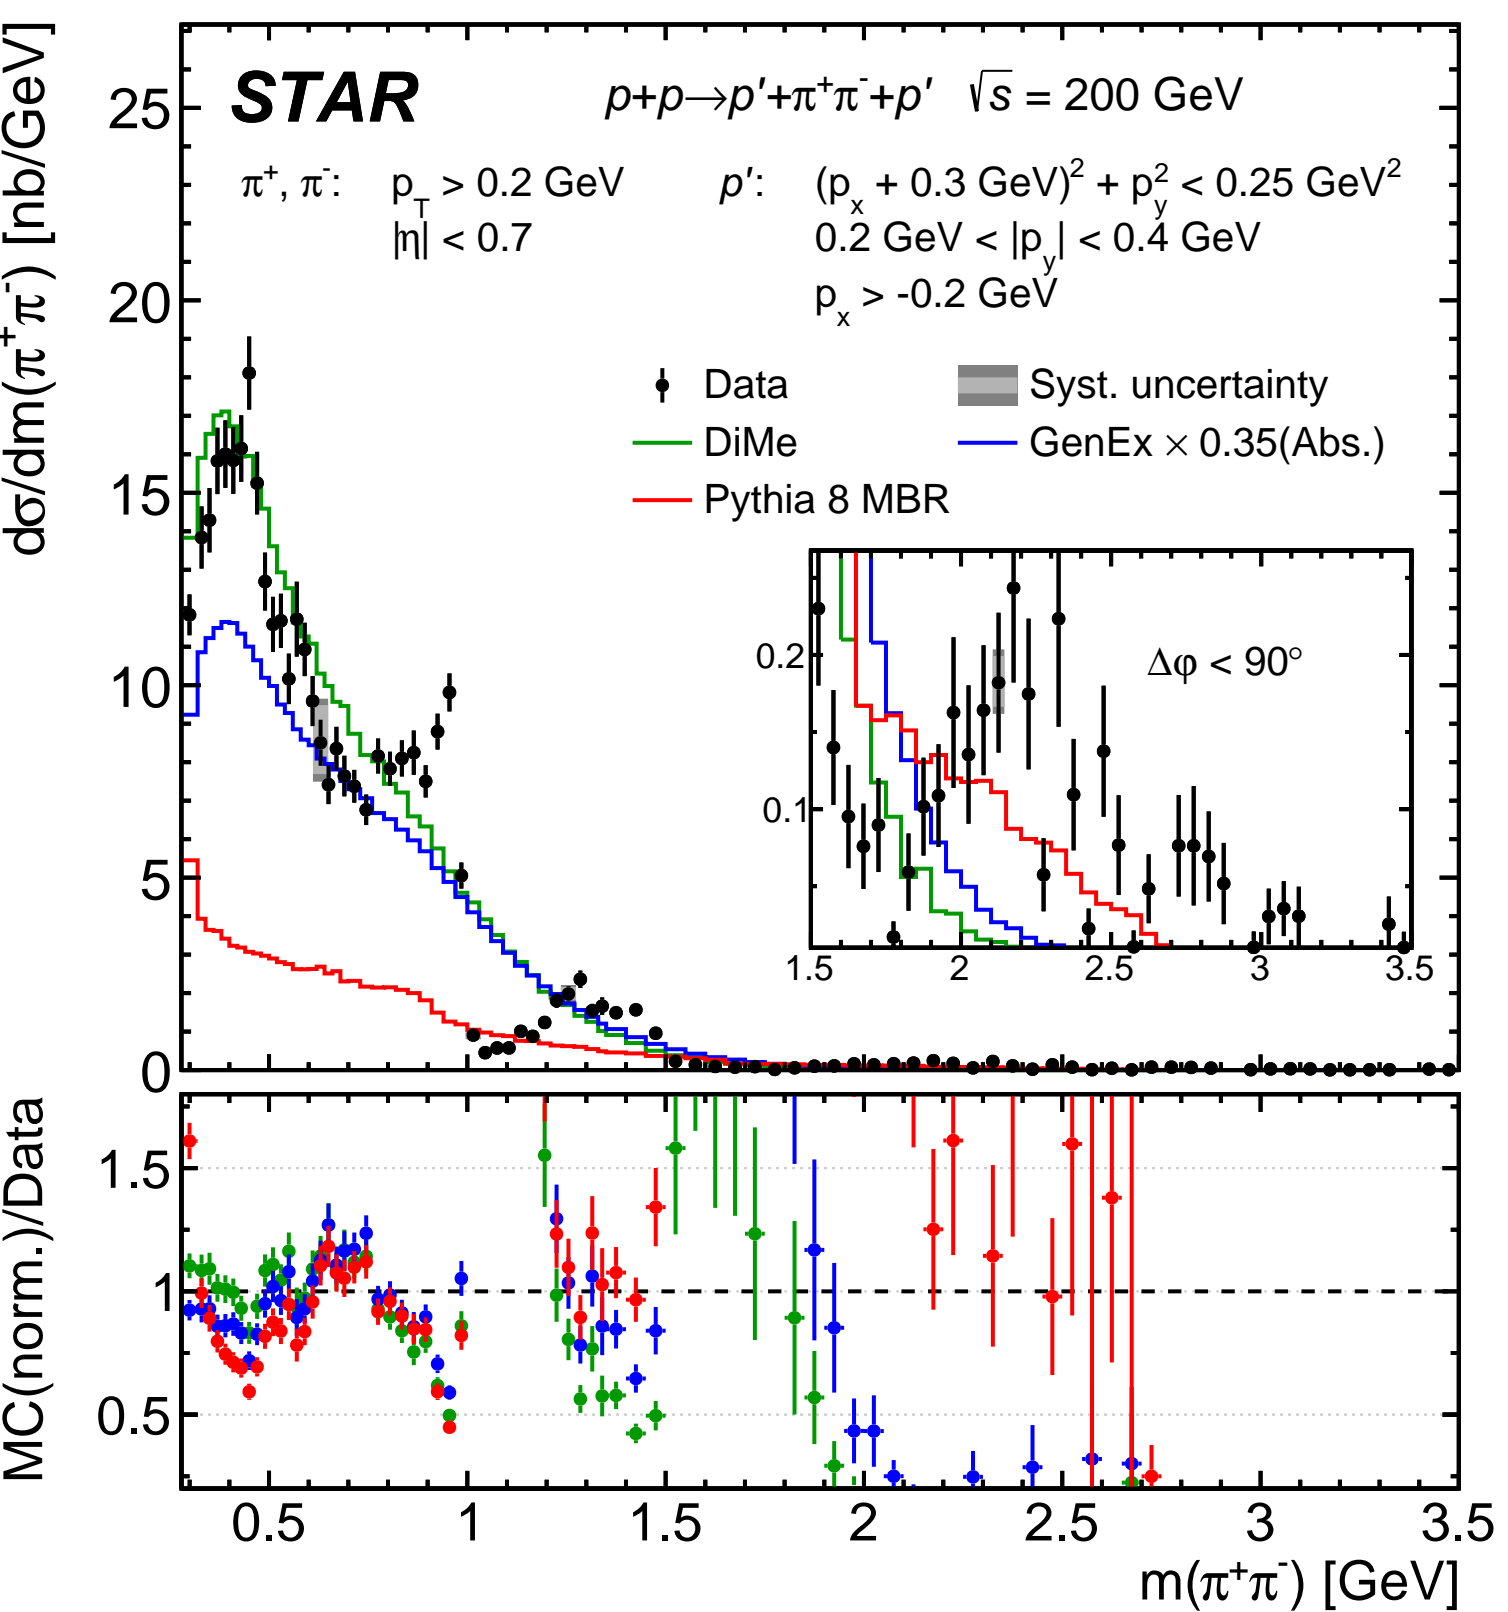 STAR
p+p→p′+π⁺π⁻+p′ √s = 200 GeV
π⁺, π⁻: p_T > 0.2 GeV
|η| < 0.7
p′: (p_x + 0.3 GeV)² + p_y² < 0.25 GeV²
0.2 GeV < |p_y| < 0.4 GeV
p_x > -0.2 GeV
Data
Syst. uncertainty
DiMe
GenEx × 0.35(Abs.)
Pythia 8 MBR
dσ/dm(π⁺π⁻) [nb/GeV]
25
20
15
10
5
0
Δφ < 90°
0.2
0.1
1.5 2 2.5 3 3.5
MC(norm.)/Data
1.5
1
0.5
0.5 1 1.5 2 2.5 3 3.5
m(π⁺π⁻) [GeV]